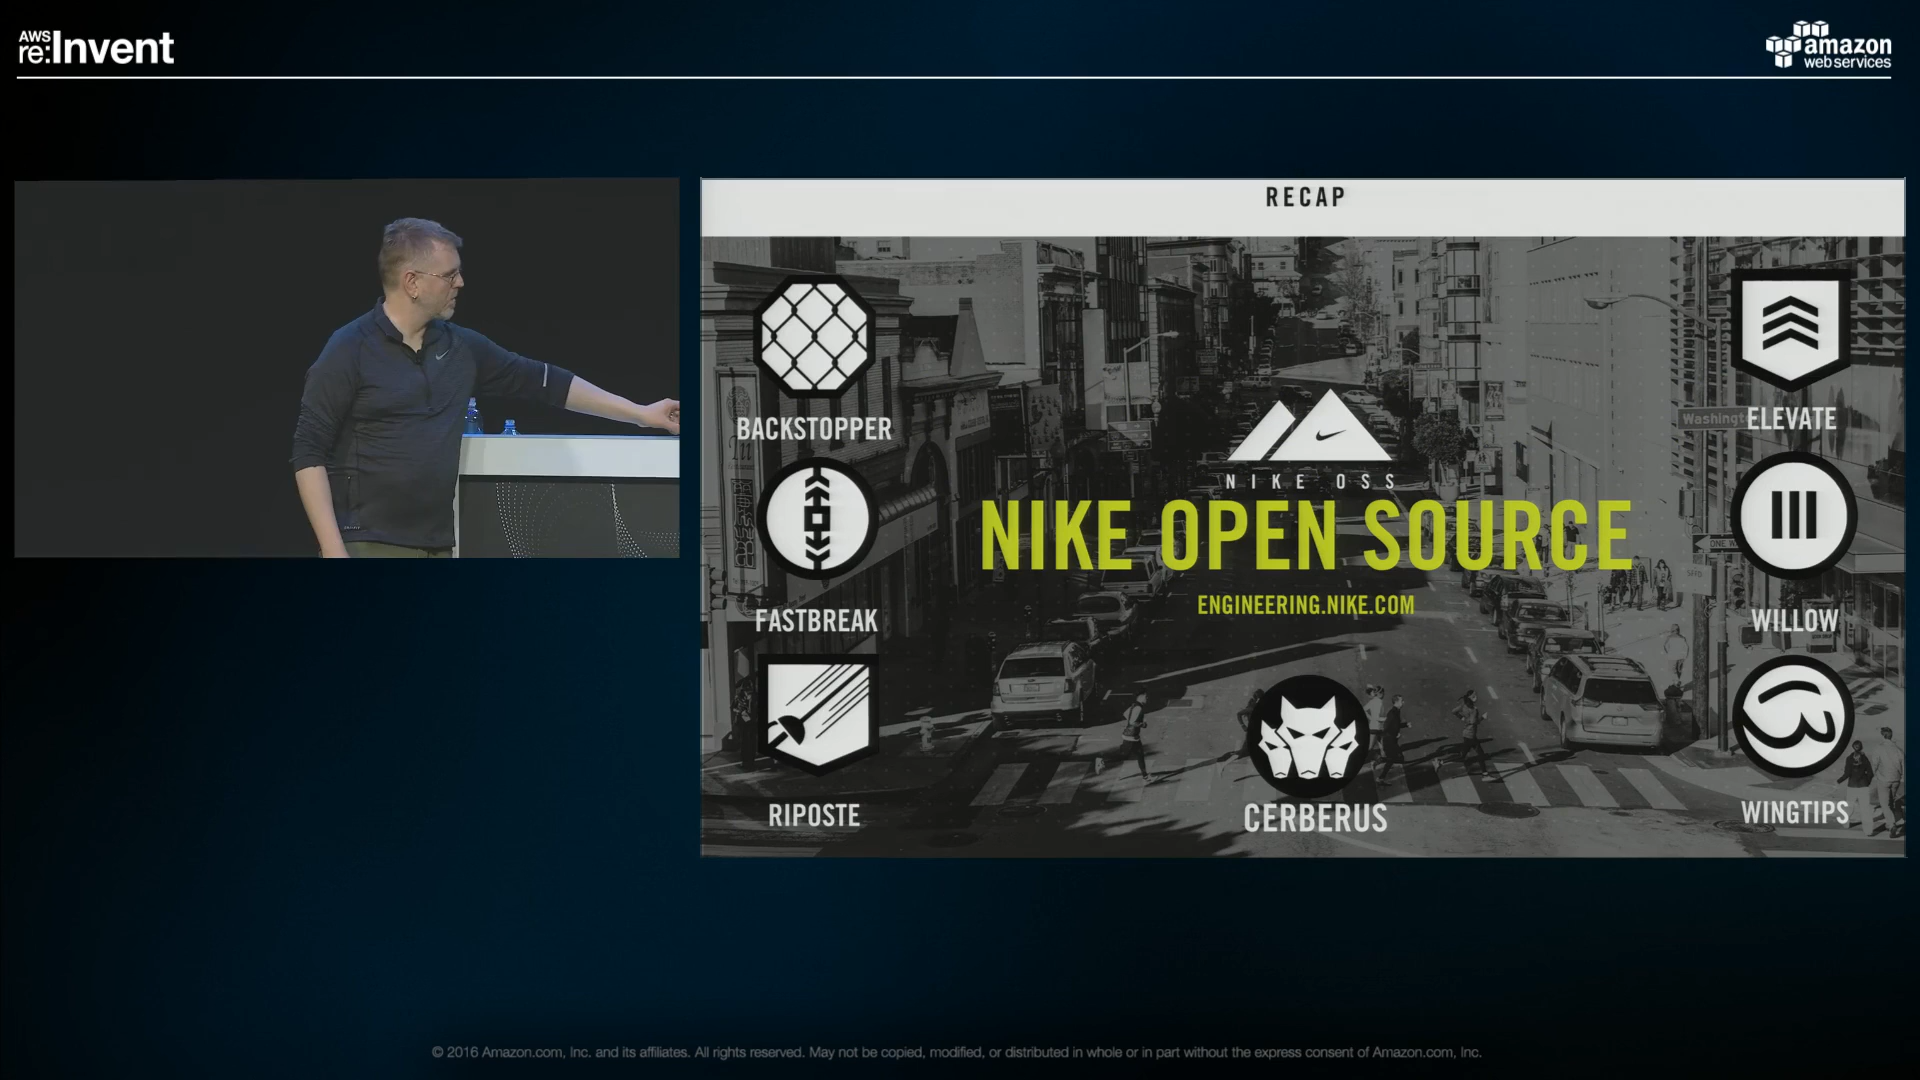 AWS
re:Invent
amazon
web services
RECAP
BACKSTOPPER
FASTBREAK
RIPOSTE
NIKE OSS
NIKE OPEN SOURCE
ENGINEERING.NIKE.COM
CERBERUS
Washingt
ELEVATE
ONE W
WILLOW
WINGTIPS
© 2016 Amazon.com, Inc. and its affiliates. All rights reserved. May not be copied, modified, or distributed in whole or in part without the express consent of Amazon.com, Inc.